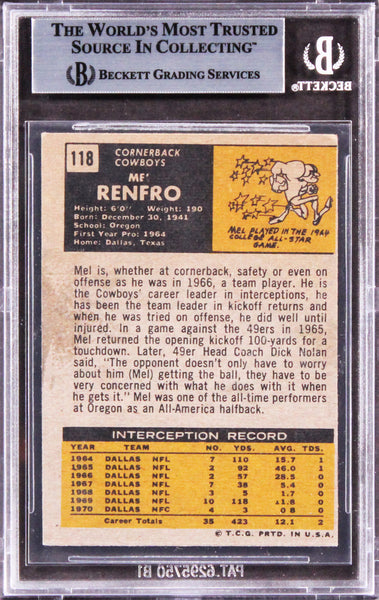 THE WORLD'S MOST TRUSTED
SOURCE IN COLLECTING™
BECKETT GRADING SERVICES
BECKETT
118
CORNERBACK
COWBOYS
MEL
RENFRO
Height: 6'0" Weight: 190
Born: December 30, 1941
School: Oregon
First Year Pro: 1964
Home: Dallas, Texas
MEL PLAYED IN THE 1964
COLLEGE ALL-STAR
GAME.
Mel is, whether at cornerback, safety or even on
offense as he was in 1966, a team player. He is
the Cowboys' career leader in interceptions, he
has been the team leader in kickoff returns and
when he was tried on offense, he did well until
injured. In a game against the 49ers in 1965,
Mel returned the opening kickoff 100-yards for a
touchdown. Later, 49er Head Coach Dick Nolan
said, "The opponent doesn't only have to worry
about him (Mel) getting the ball, they have to be
very concerned with what he does with it when
he gets it." Mel was one of the all-time performers
at Oregon as an All-America halfback.
INTERCEPTION RECORD
YEAR TEAM NO. YDS. AVG. TDS.
1964 DALLAS NFL 7 110 15.7 1
1965 DALLAS NFL 2 92 46.0 1
1966 DALLAS NFL 2 57 28.5 0
1967 DALLAS NFL 7 38 5.4 0
1968 DALLAS NFL 3 5 1.7 0
1969 DALLAS NFL 10 118 11.8 0
1970 DALLAS NFC 4 3 0.8 0
Career Totals 35 423 12.1 2
© T.C.G. PRTD. IN U.S.A.
PAT. 6295750 B1